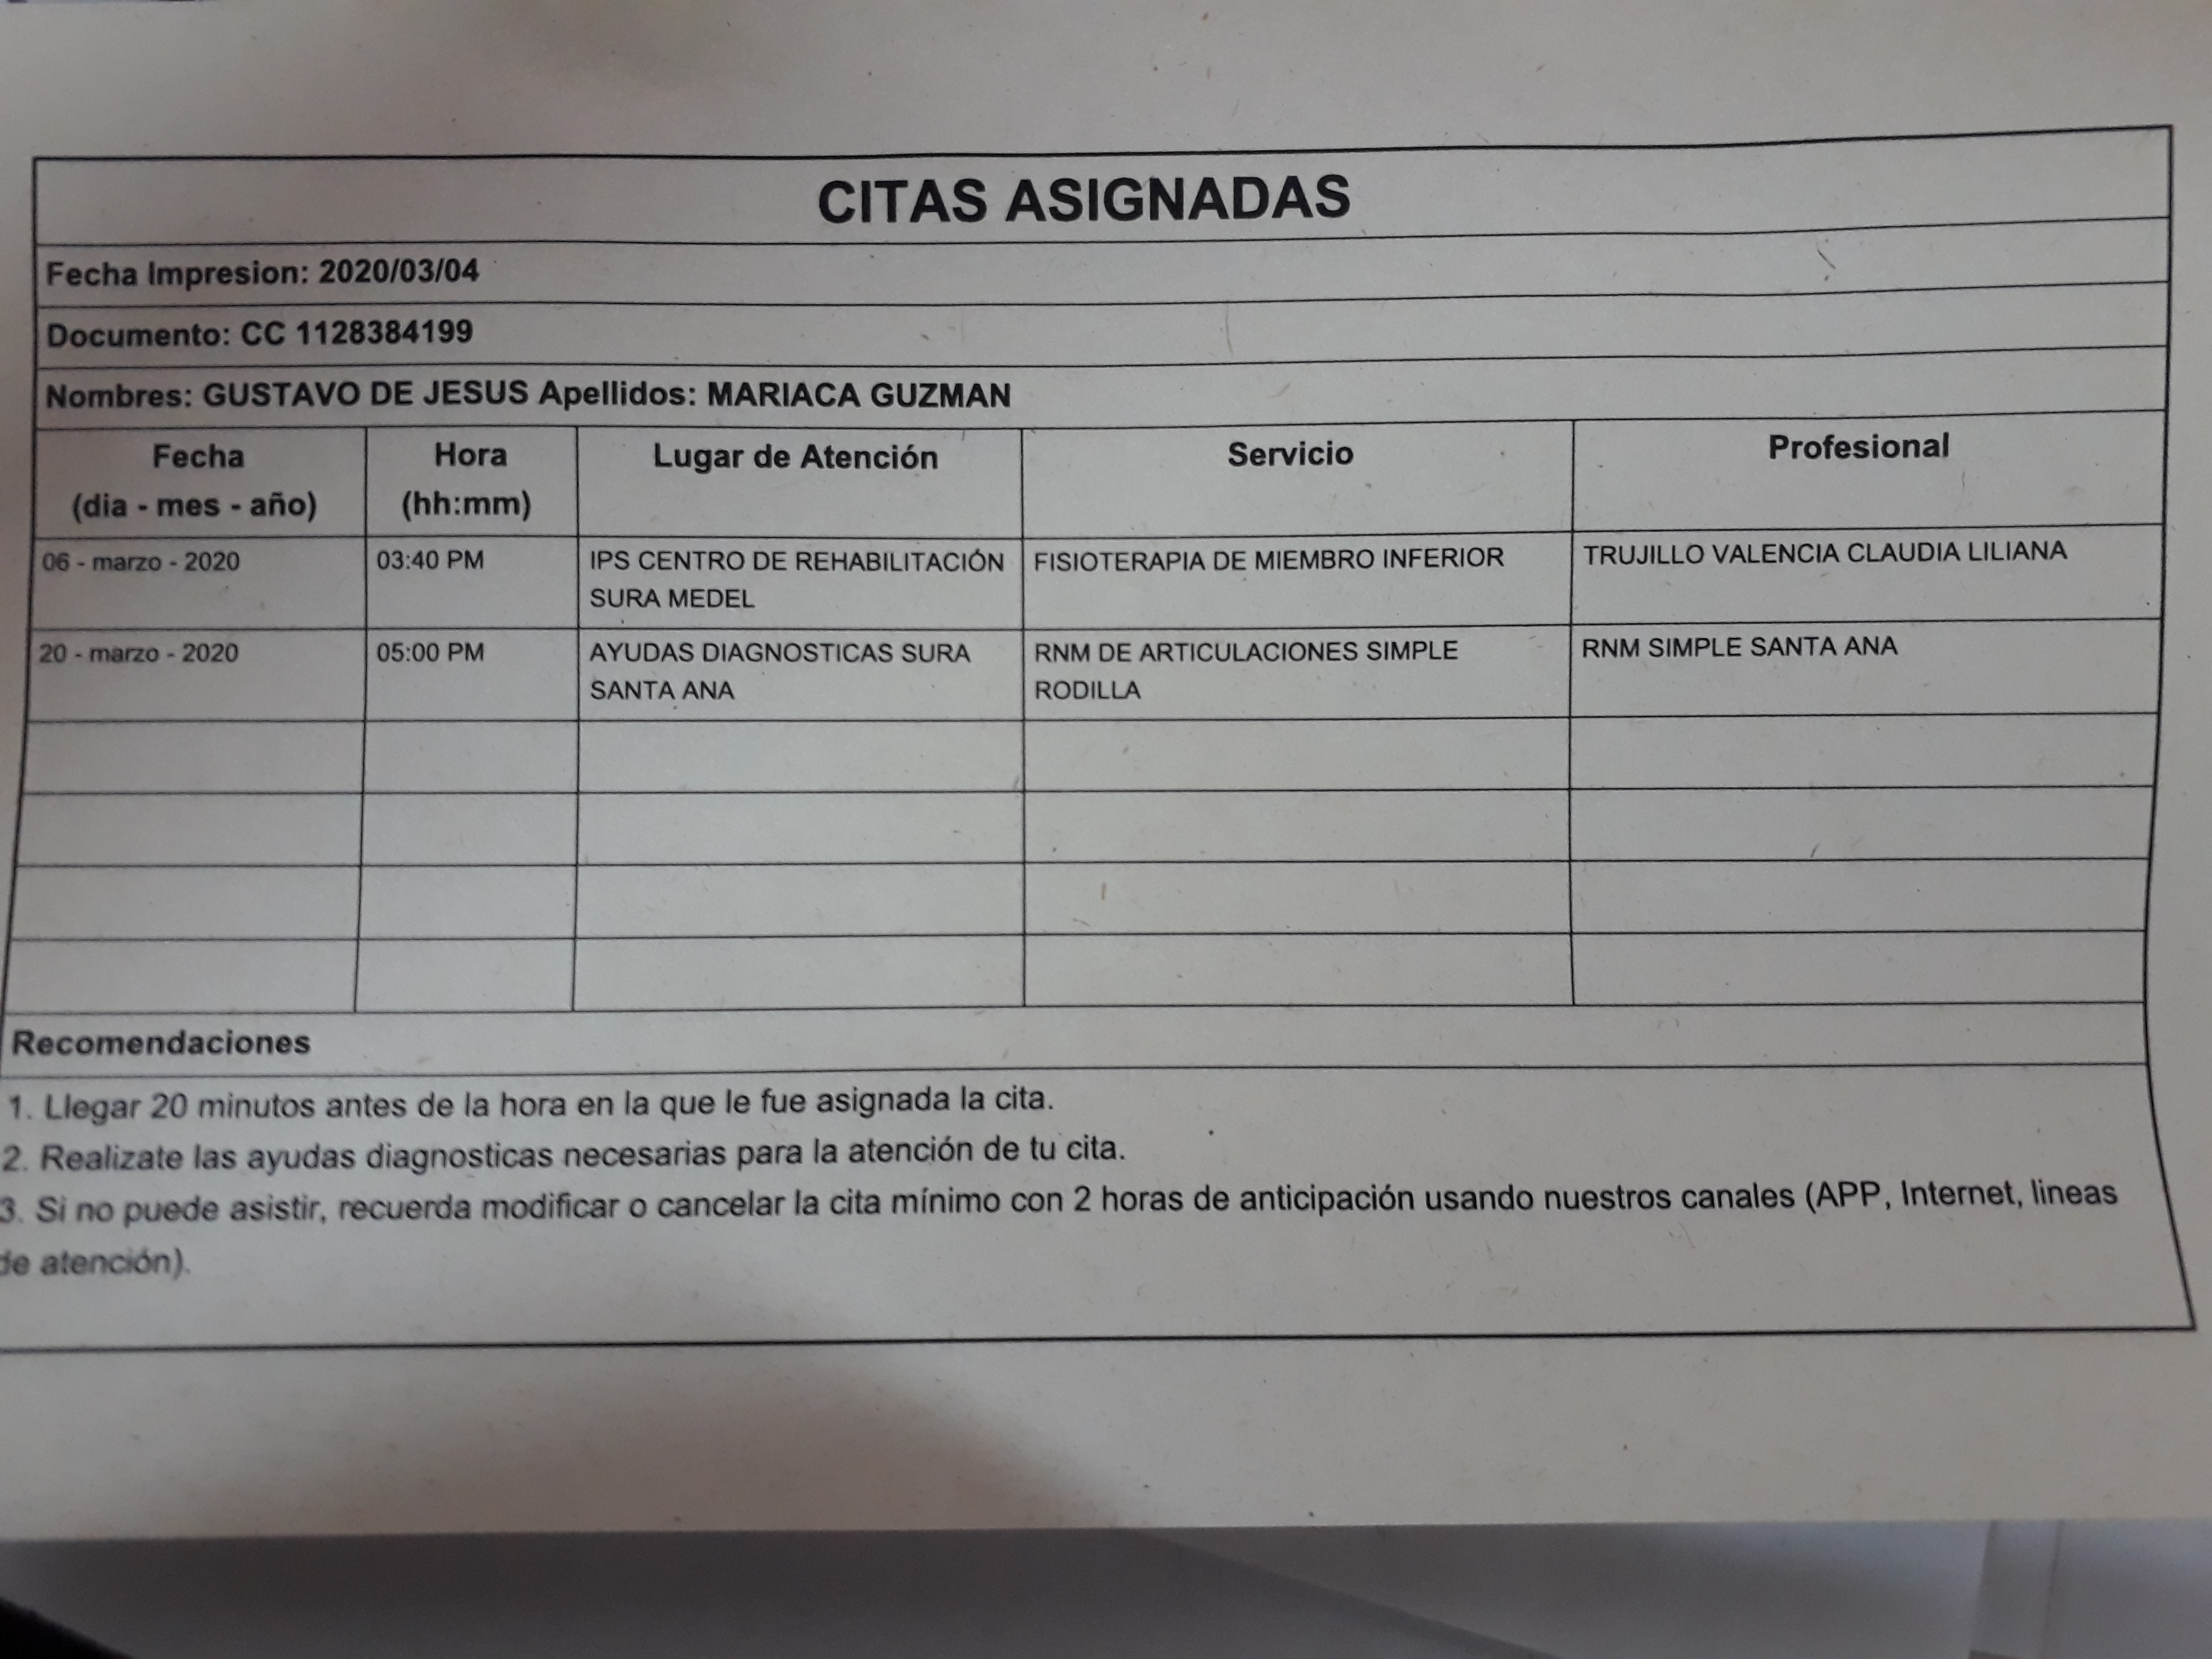 CITAS ASIGNADAS
Fecha Impresion: 2020/03/04
Documento: CC 1128384199
Nombres: GUSTAVO DE JESUS Apellidos: MARIACA GUZMAN
Fecha (dia - mes - año) Hora (hh:mm) Lugar de Atención Servicio Profesional
06 - marzo - 2020 03:40 PM IPS CENTRO DE REHABILITACIÓN FISIOTERAPIA DE MIEMBRO INFERIOR TRUJILLO VALENCIA CLAUDIA LILIANA
SURA MEDEL
20 - marzo - 2020 05:00 PM AYUDAS DIAGNOSTICAS SURA RNM DE ARTICULACIONES SIMPLE RNM SIMPLE SANTA ANA
SANTA ANA RODILLA
Recomendaciones
1. Llegar 20 minutos antes de la hora en la que le fue asignada la cita.
2. Realizate las ayudas diagnosticas necesarias para la atención de tu cita.
3. Si no puede asistir, recuerda modificar o cancelar la cita mínimo con 2 horas de anticipación usando nuestros canales (APP, Internet, lineas
de atención).